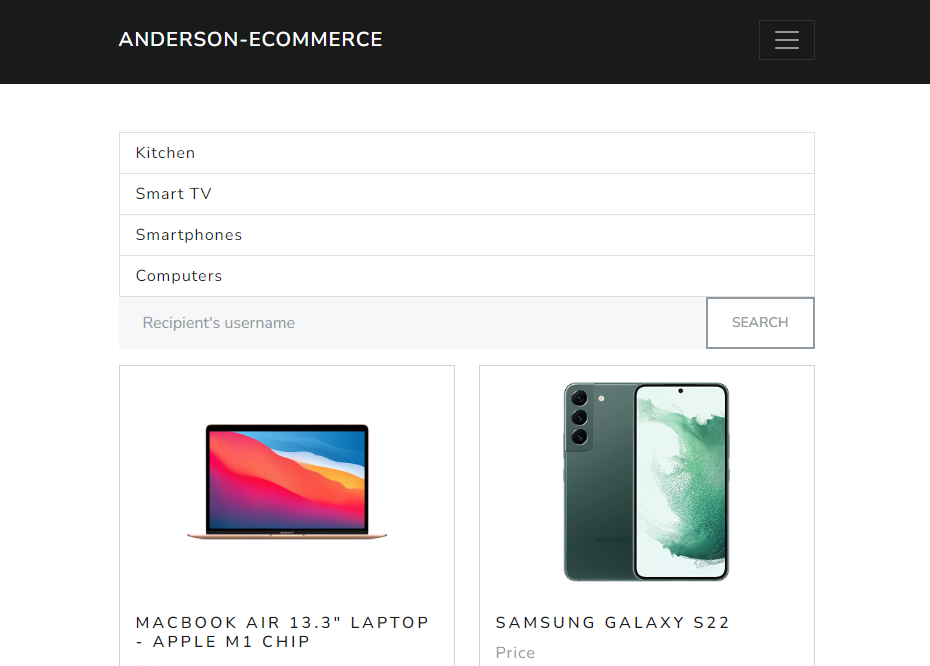 ANDERSON-ECOMMERCE
Kitchen
Smart TV
Smartphones
Computers
Recipient's username
SEARCH
MACBOOK AIR 13.3" LAPTOP
- APPLE M1 CHIP
SAMSUNG GALAXY S22
Price